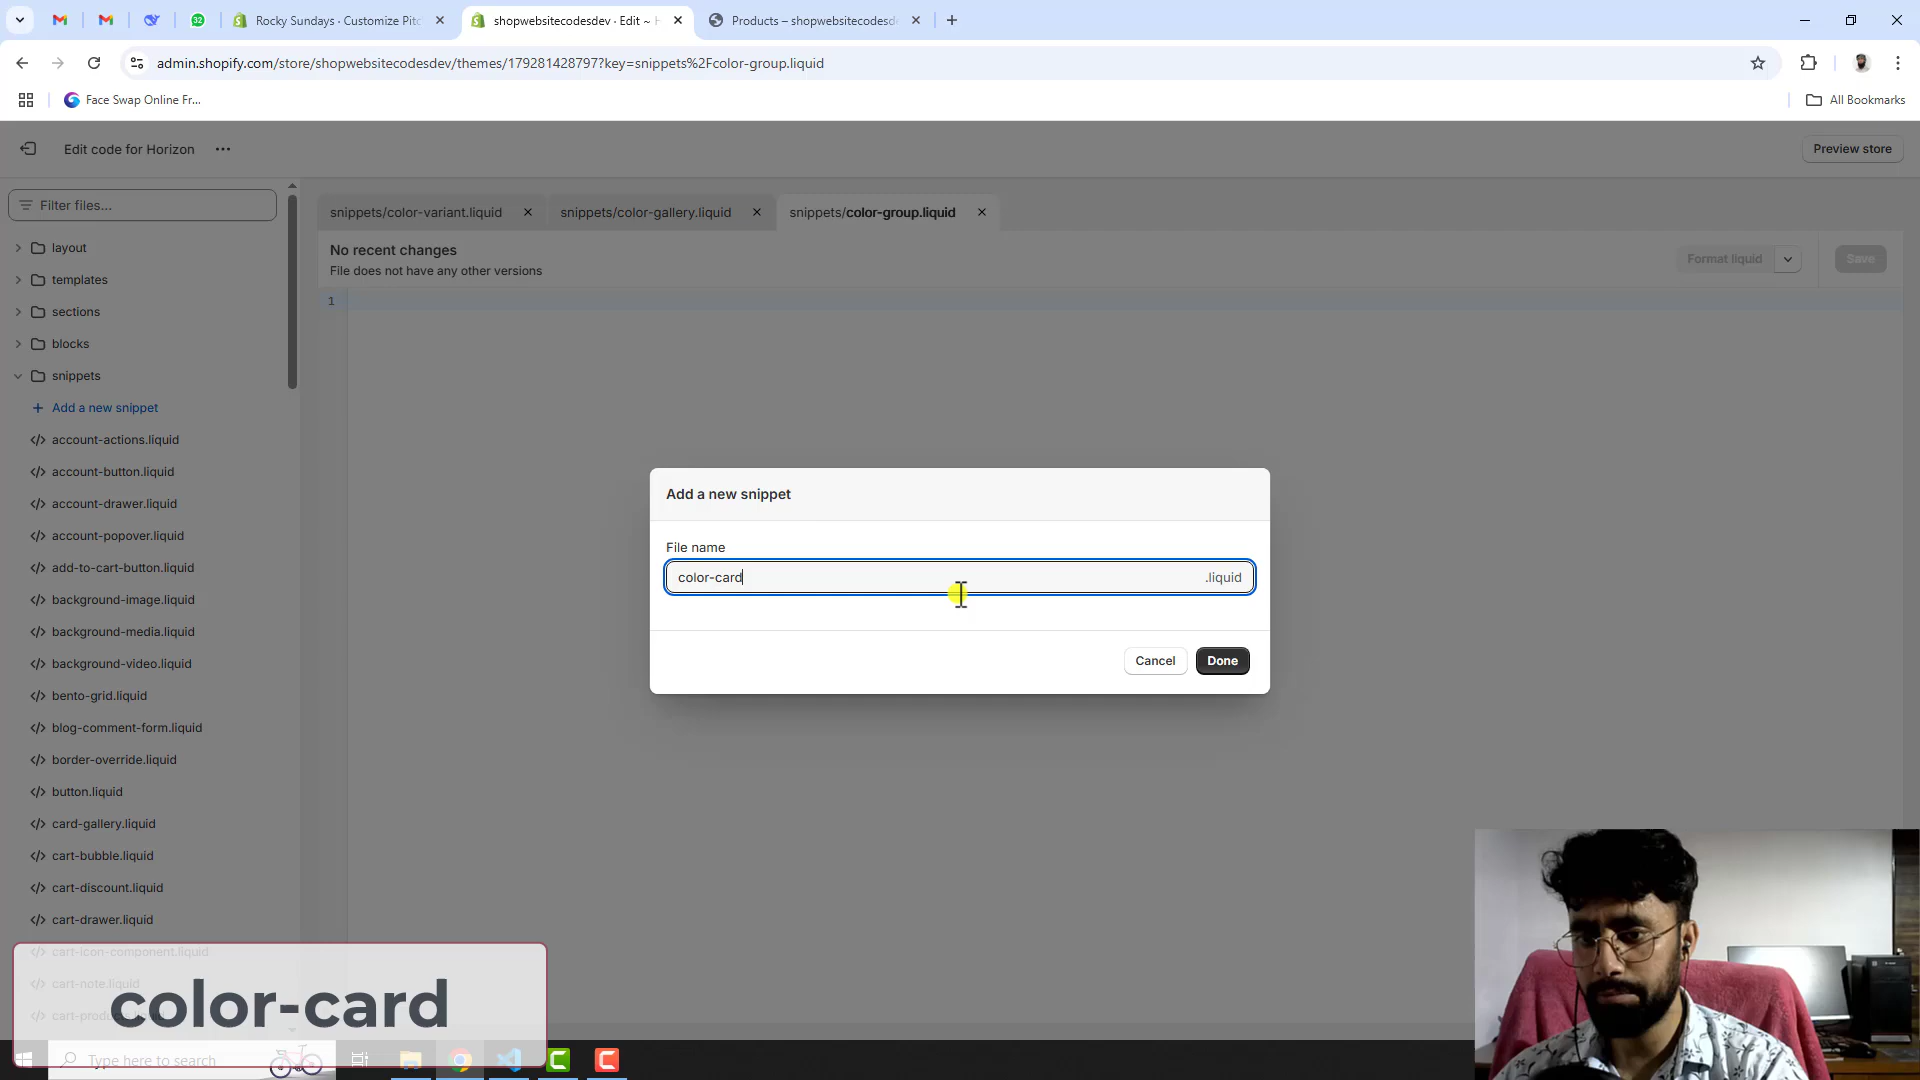 32
Rocky Sundays · Customize Pitc
shopwebsitecodesdev · Edit ~ H
Products – shopwebsitecodesde
admin.shopify.com/store/shopwebsitecodesdev/themes/179281428797?key=snippets%2Fcolor-group.liquid
Face Swap Online Fr...
All Bookmarks
Edit code for Horizon
Preview store
Filter files...
snippets/color-variant.liquid
snippets/color-gallery.liquid
snippets/color-group.liquid
No recent changes
File does not have any other versions
Format liquid
Save
1
layout
templates
sections
blocks
snippets
Add a new snippet
account-actions.liquid
account-button.liquid
account-drawer.liquid
account-popover.liquid
add-to-cart-button.liquid
background-image.liquid
background-media.liquid
background-video.liquid
bento-grid.liquid
blog-comment-form.liquid
border-override.liquid
button.liquid
card-gallery.liquid
cart-bubble.liquid
cart-discount.liquid
cart-drawer.liquid
cart-icon-component.liquid
cart-note.liquid
Add a new snippet
File name
color-card
.liquid
Cancel
Done
color-card
Type here to search